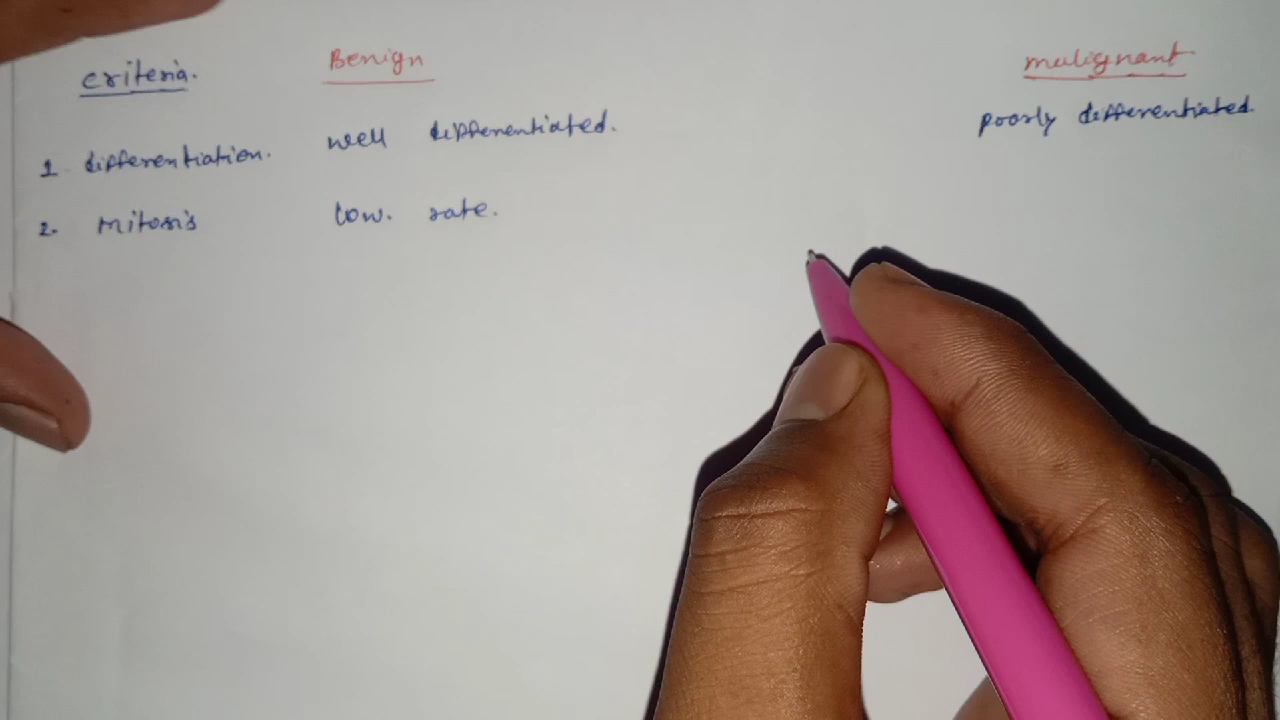 criteria. Benign malignant
1. differentiation. well differentiated. poorly differentiated.
2. Mitosis low. rate.